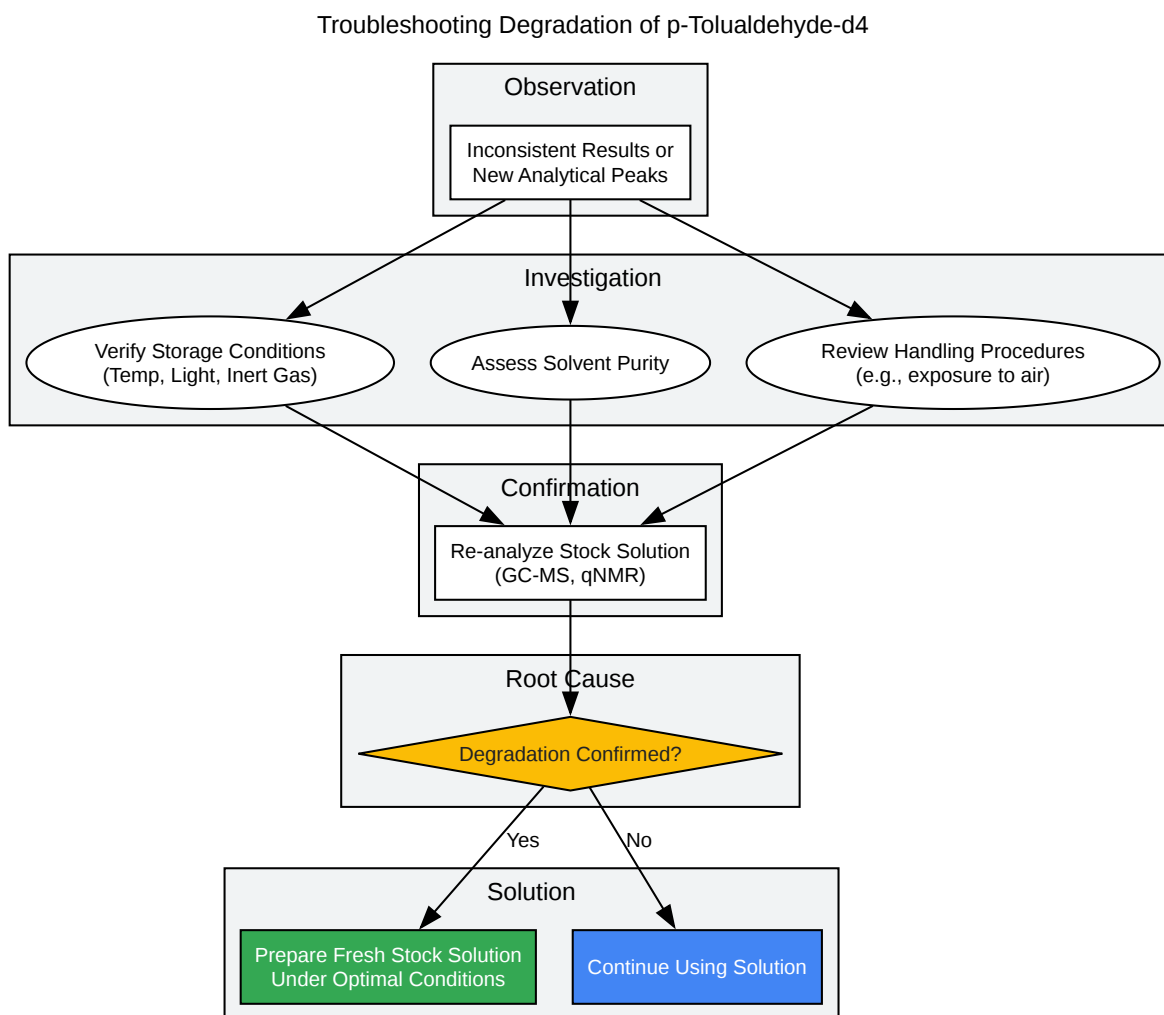 Troubleshooting Degradation of p-Tolualdehyde-d4
Observation
Inconsistent Results or
New Analytical Peaks
Investigation
Verify Storage Conditions
(Temp, Light, Inert Gas)
Assess Solvent Purity
Review Handling Procedures
(e.g., exposure to air)
Confirmation
Re-analyze Stock Solution
(GC-MS, qNMR)
Root Cause
Degradation Confirmed?
Yes
No
Solution
Prepare Fresh Stock Solution
Under Optimal Conditions
Continue Using Solution